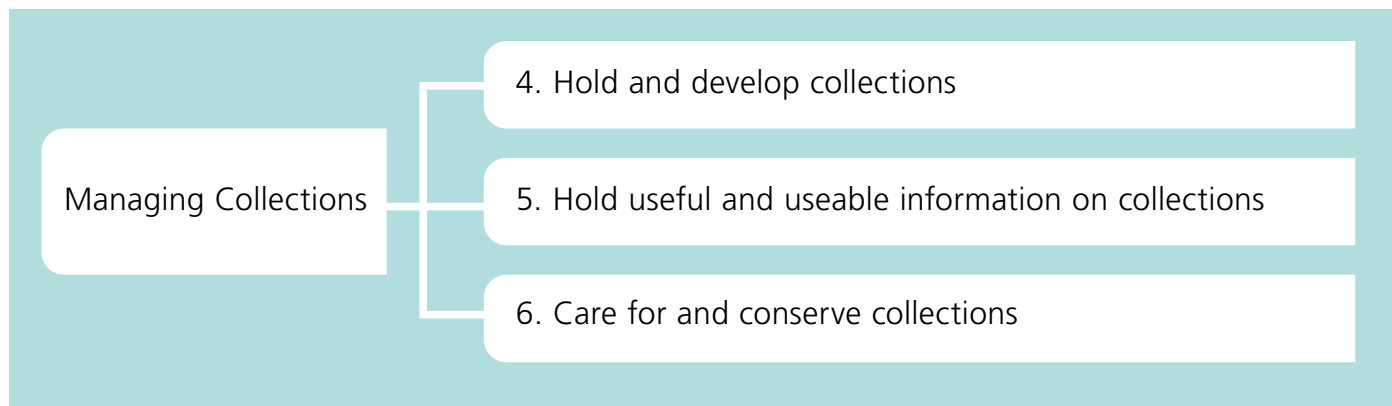 Managing Collections
4. Hold and develop collections
5. Hold useful and useable information on collections
6. Care for and conserve collections